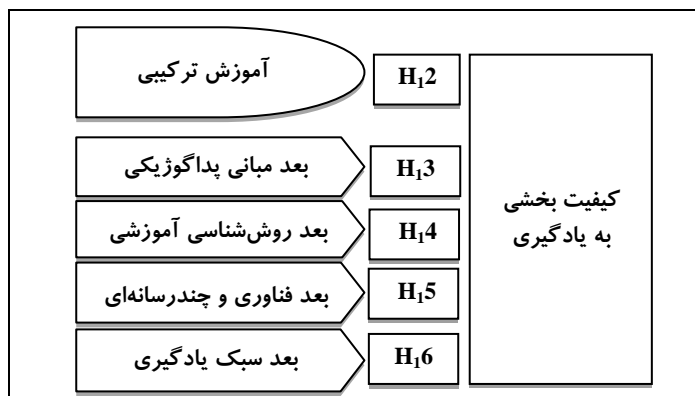 آموزش ترکیبی
H₁2
بعد مبانی پداگوژیکی
H₁3
بعد روش‌شناسی آموزشی
H₁4
بعد فناوری و چندرسانه‌ای
H₁5
بعد سبک یادگیری
H₁6
کیفیت بخشی
به یادگیری